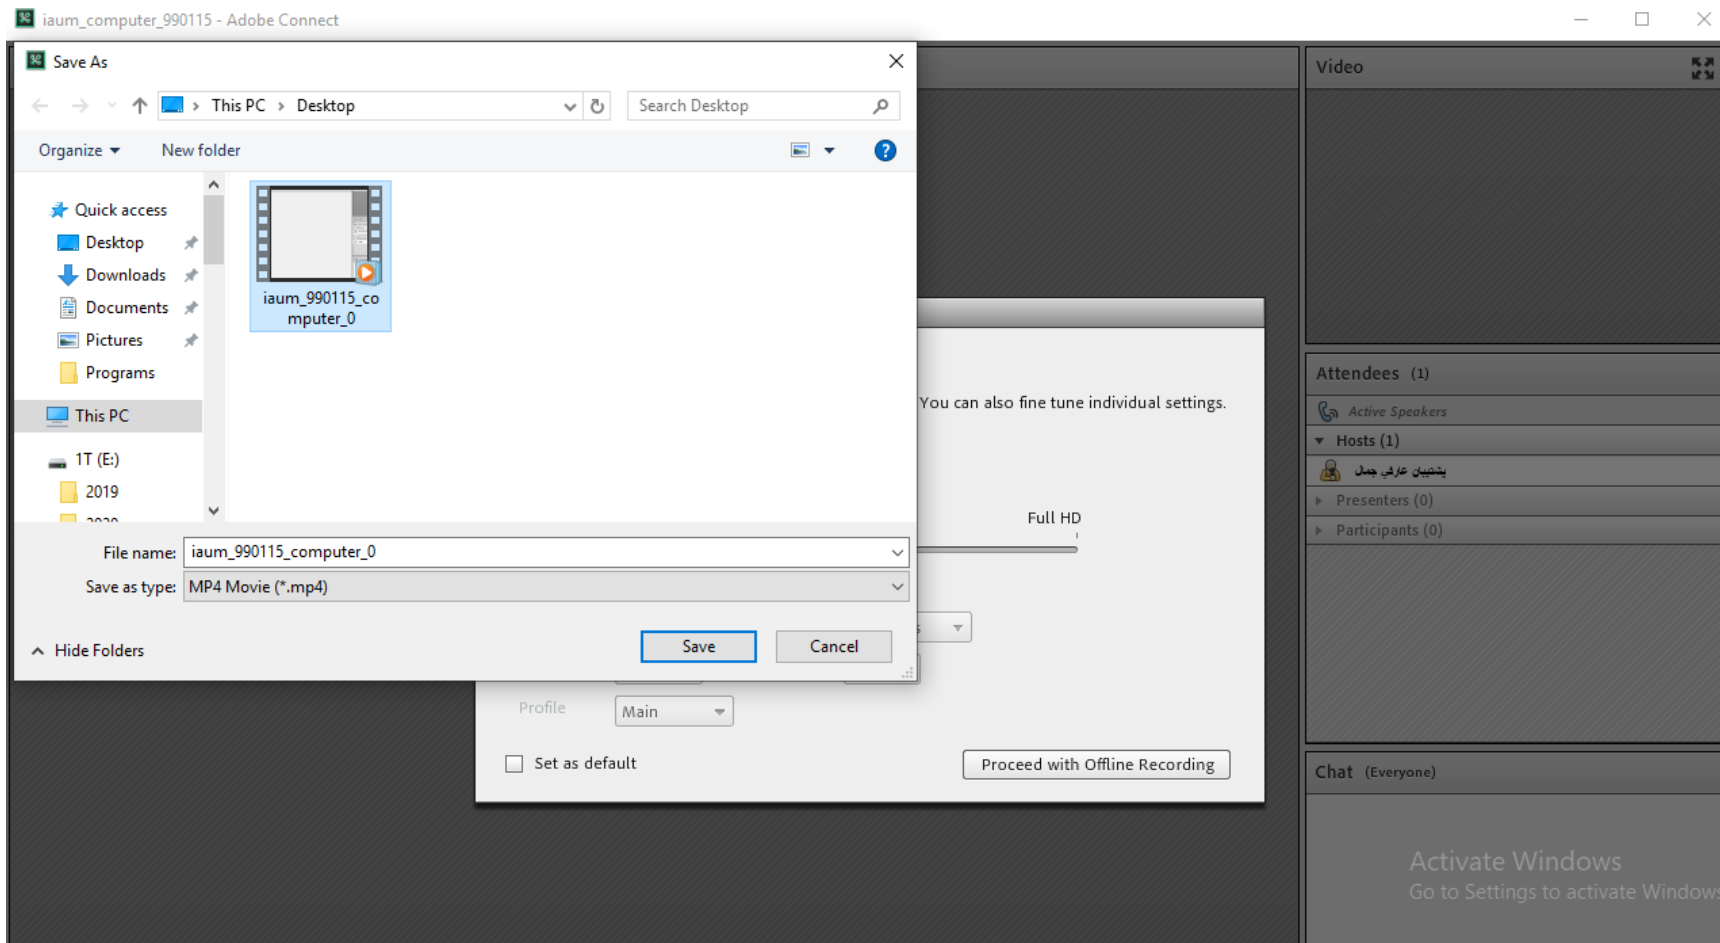 iaum_computer_990115 - Adobe Connect
Save As
This PC > Desktop
Search Desktop
Organize
New folder
Quick access
Desktop
Downloads
Documents
Pictures
Programs
This PC
1T (E:)
2019
iaum_990115_co
mputer_0
File name: iaum_990115_computer_0
Save as type: MP4 Movie (*.mp4)
Hide Folders
Save
Cancel
You can also fine tune individual settings.
Full HD
Profile
Main
Set as default
Proceed with Offline Recording
Video
Attendees (1)
Active Speakers
Hosts (1)
پشتیبان عارفی جمال
Presenters (0)
Participants (0)
Chat (Everyone)
Activate Windows
Go to Settings to activate Windows